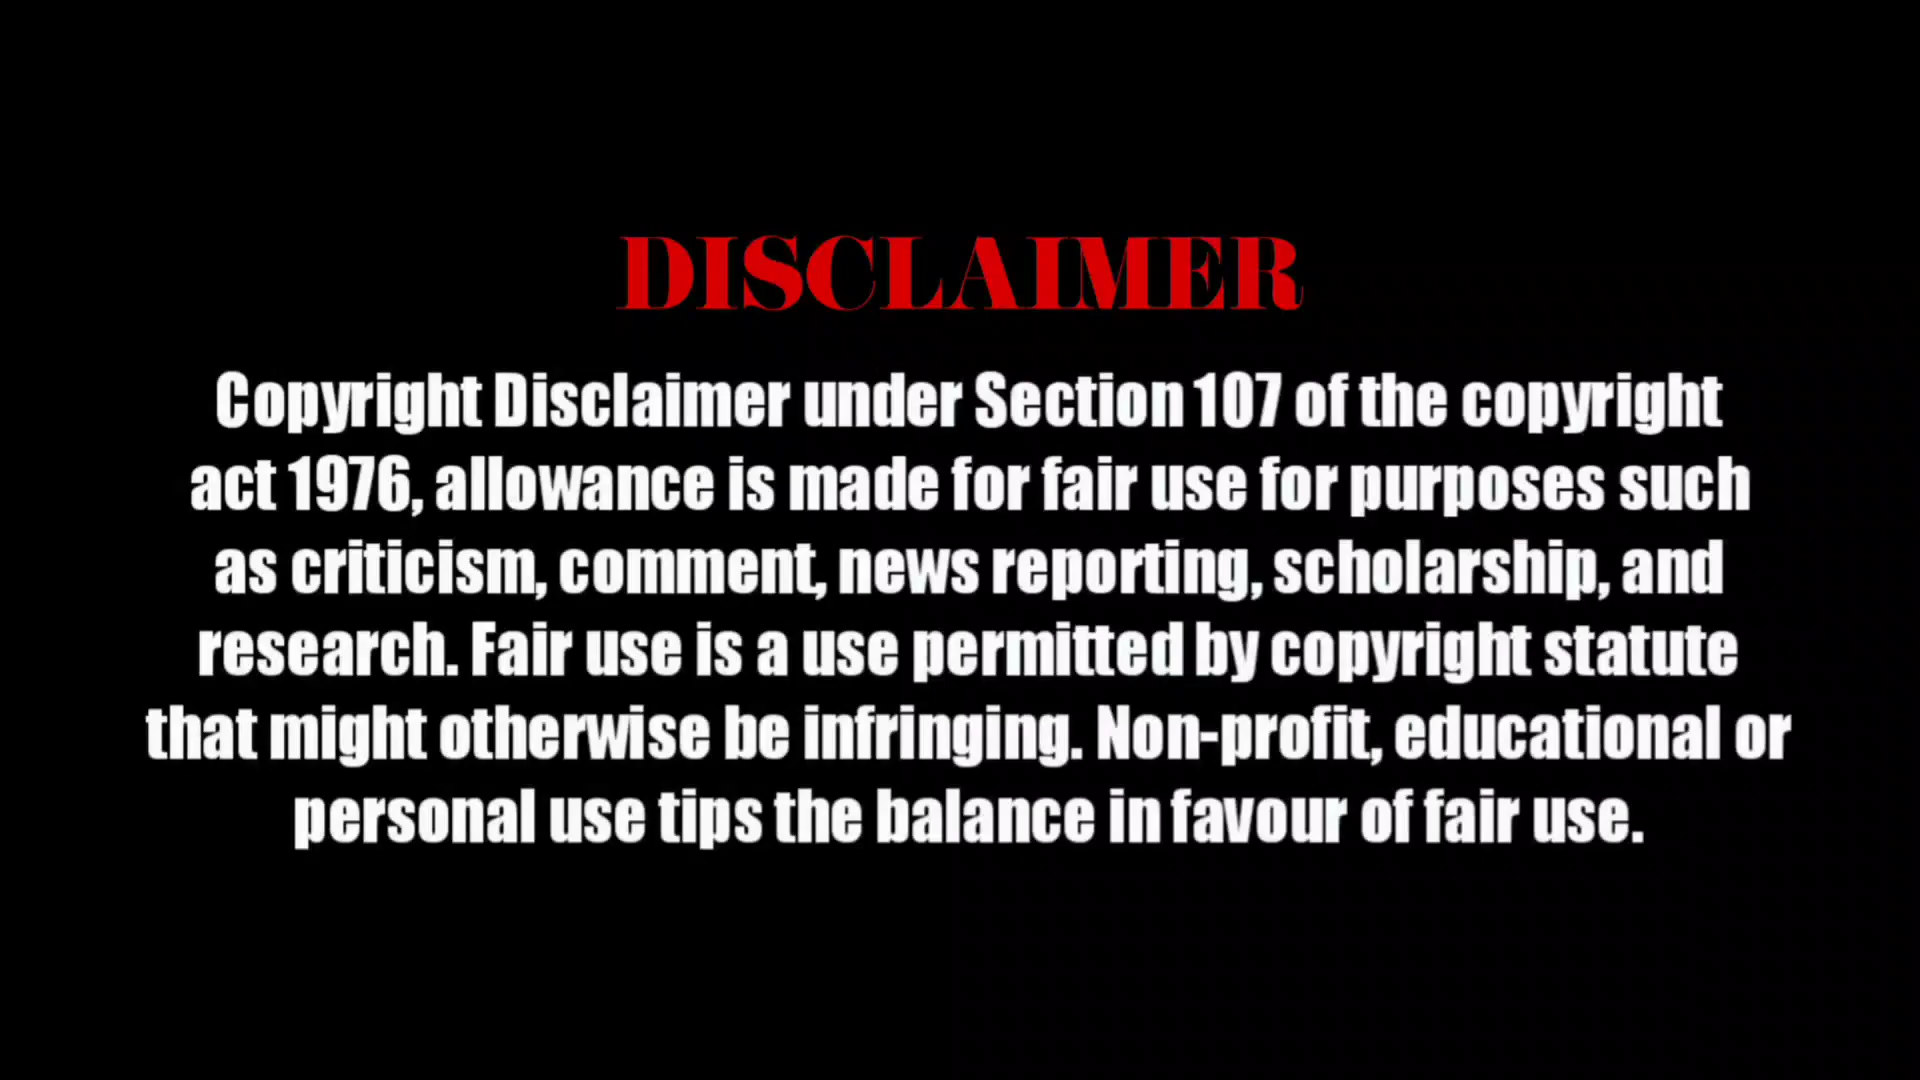 DISCLAIMER
Copyright Disclaimer under Section 107 of the copyright
act 1976, allowance is made for fair use for purposes such
as criticism, comment, news reporting, scholarship, and
research. Fair use is a use permitted by copyright statute
that might otherwise be infringing. Non-profit, educational or
personal use tips the balance in favour of fair use.